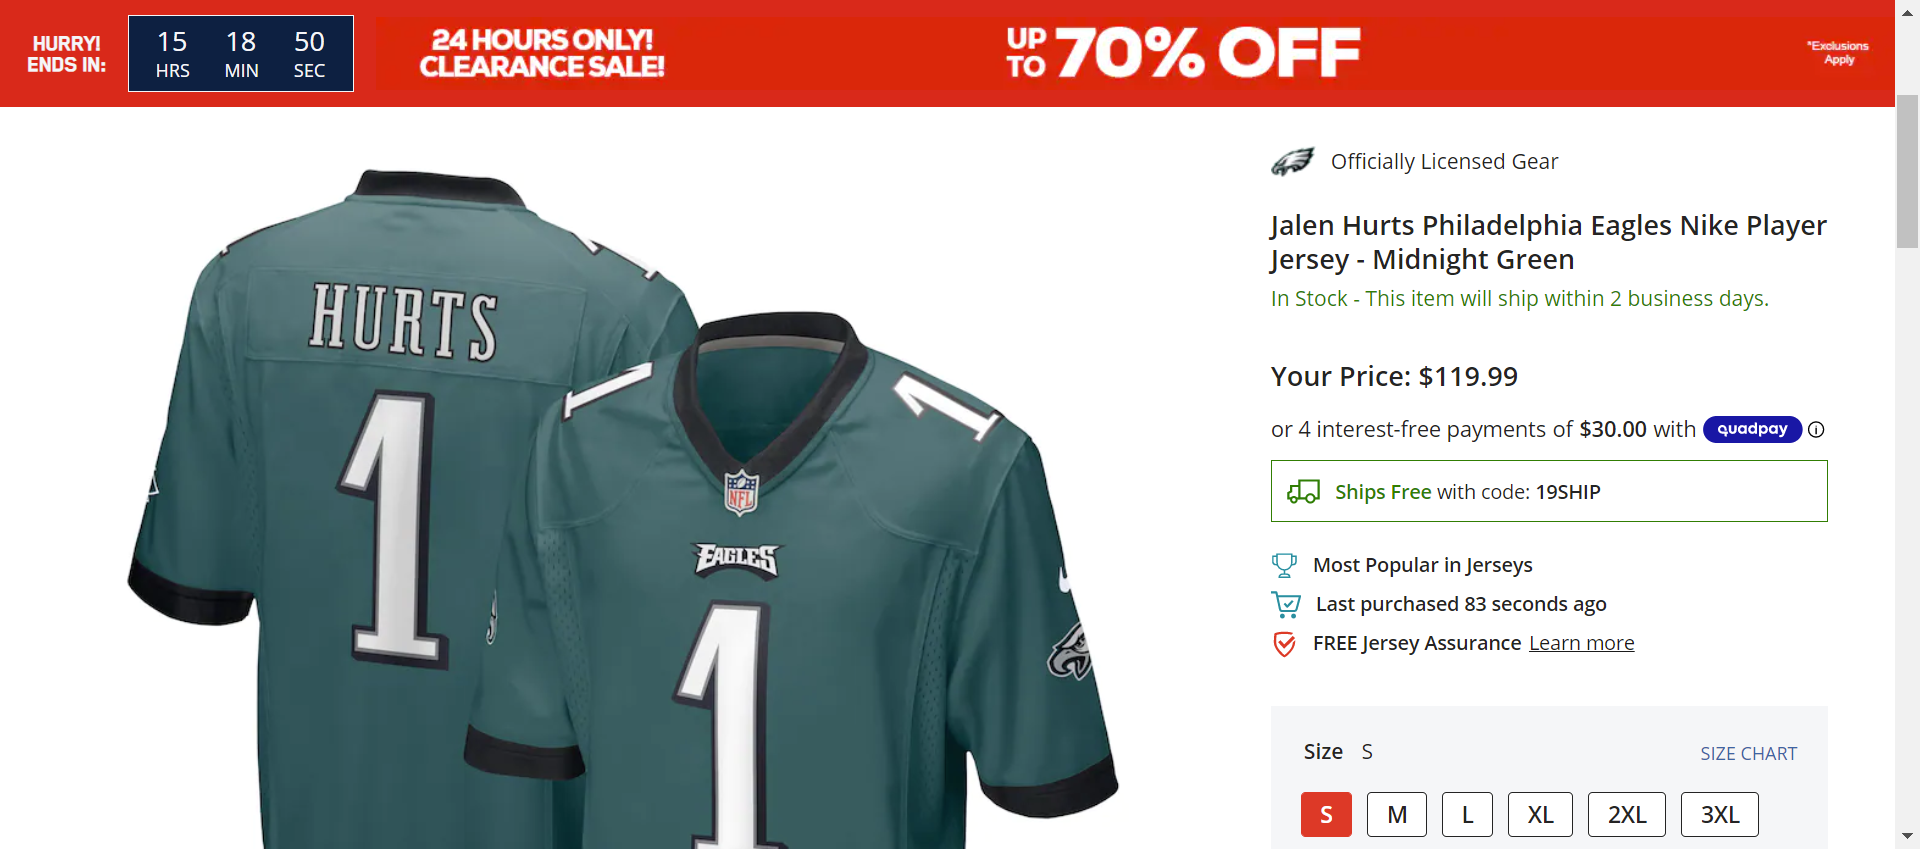 HURRY!
ENDS IN:
15 18 50
HRS MIN SEC
24 HOURS ONLY!
CLEARANCE SALE!
UP TO 70% OFF
*Exclusions
Apply
HURTS
1
1
1
1
1
NFL
EAGLES
1
Officially Licensed Gear
Jalen Hurts Philadelphia Eagles Nike Player
Jersey - Midnight Green
In Stock - This item will ship within 2 business days.
Your Price: $119.99
or 4 interest-free payments of $30.00 with quadpay
Ships Free with code: 19SHIP
Most Popular in Jerseys
Last purchased 83 seconds ago
FREE Jersey Assurance Learn more
Size S SIZE CHART
S M L XL 2XL 3XL